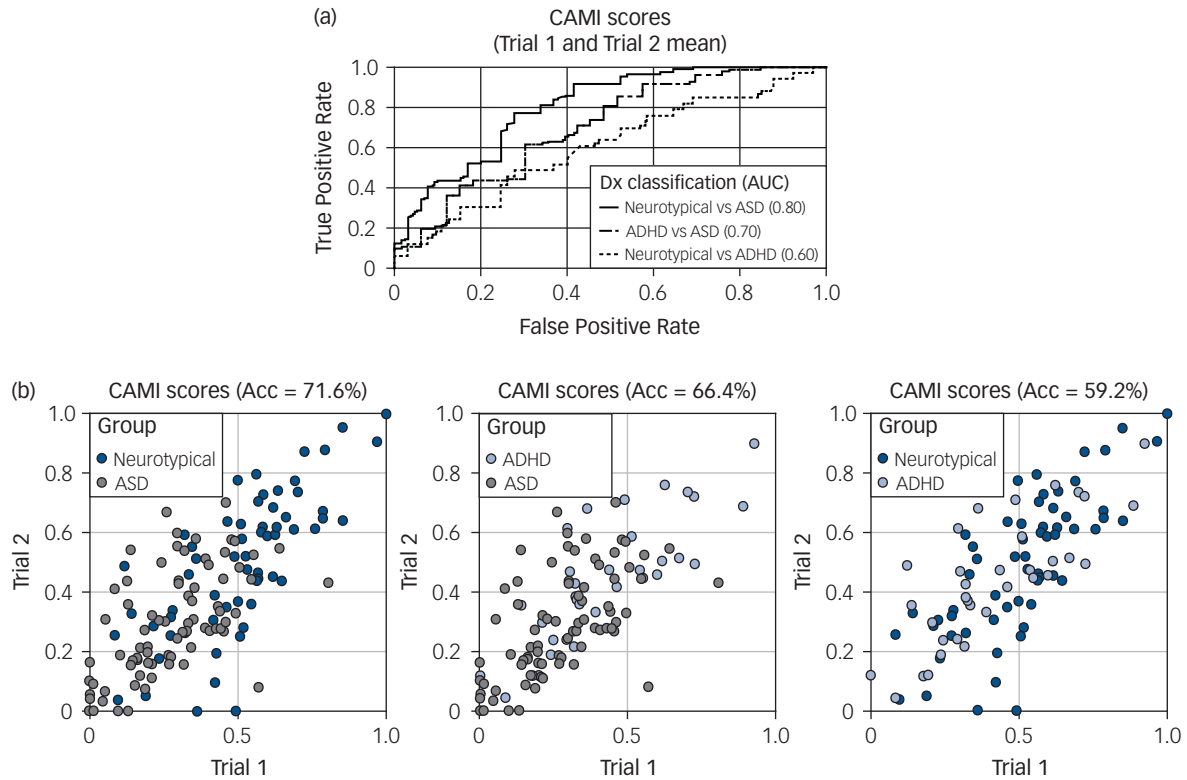 (a)
CAMI scores
(Trial 1 and Trial 2 mean)
True Positive Rate
1.0
0.8
0.6
0.4
0.2
0
0 0.2 0.4 0.6 0.8 1.0
False Positive Rate
Dx classification (AUC)
Neurotypical vs ASD (0.80)
ADHD vs ASD (0.70)
Neurotypical vs ADHD (0.60)
(b)
CAMI scores (Acc = 71.6%)
Trial 2
1.0
0.8
0.6
0.4
0.2
0
Group
Neurotypical
ASD
0 0.5 1.0
Trial 1
CAMI scores (Acc = 66.4%)
Trial 2
1.0
0.8
0.6
0.4
0.2
0
Group
ADHD
ASD
0 0.5 1.0
Trial 1
CAMI scores (Acc = 59.2%)
Trial 2
1.0
0.8
0.6
0.4
0.2
0
Group
Neurotypical
ADHD
0 0.5 1.0
Trial 1